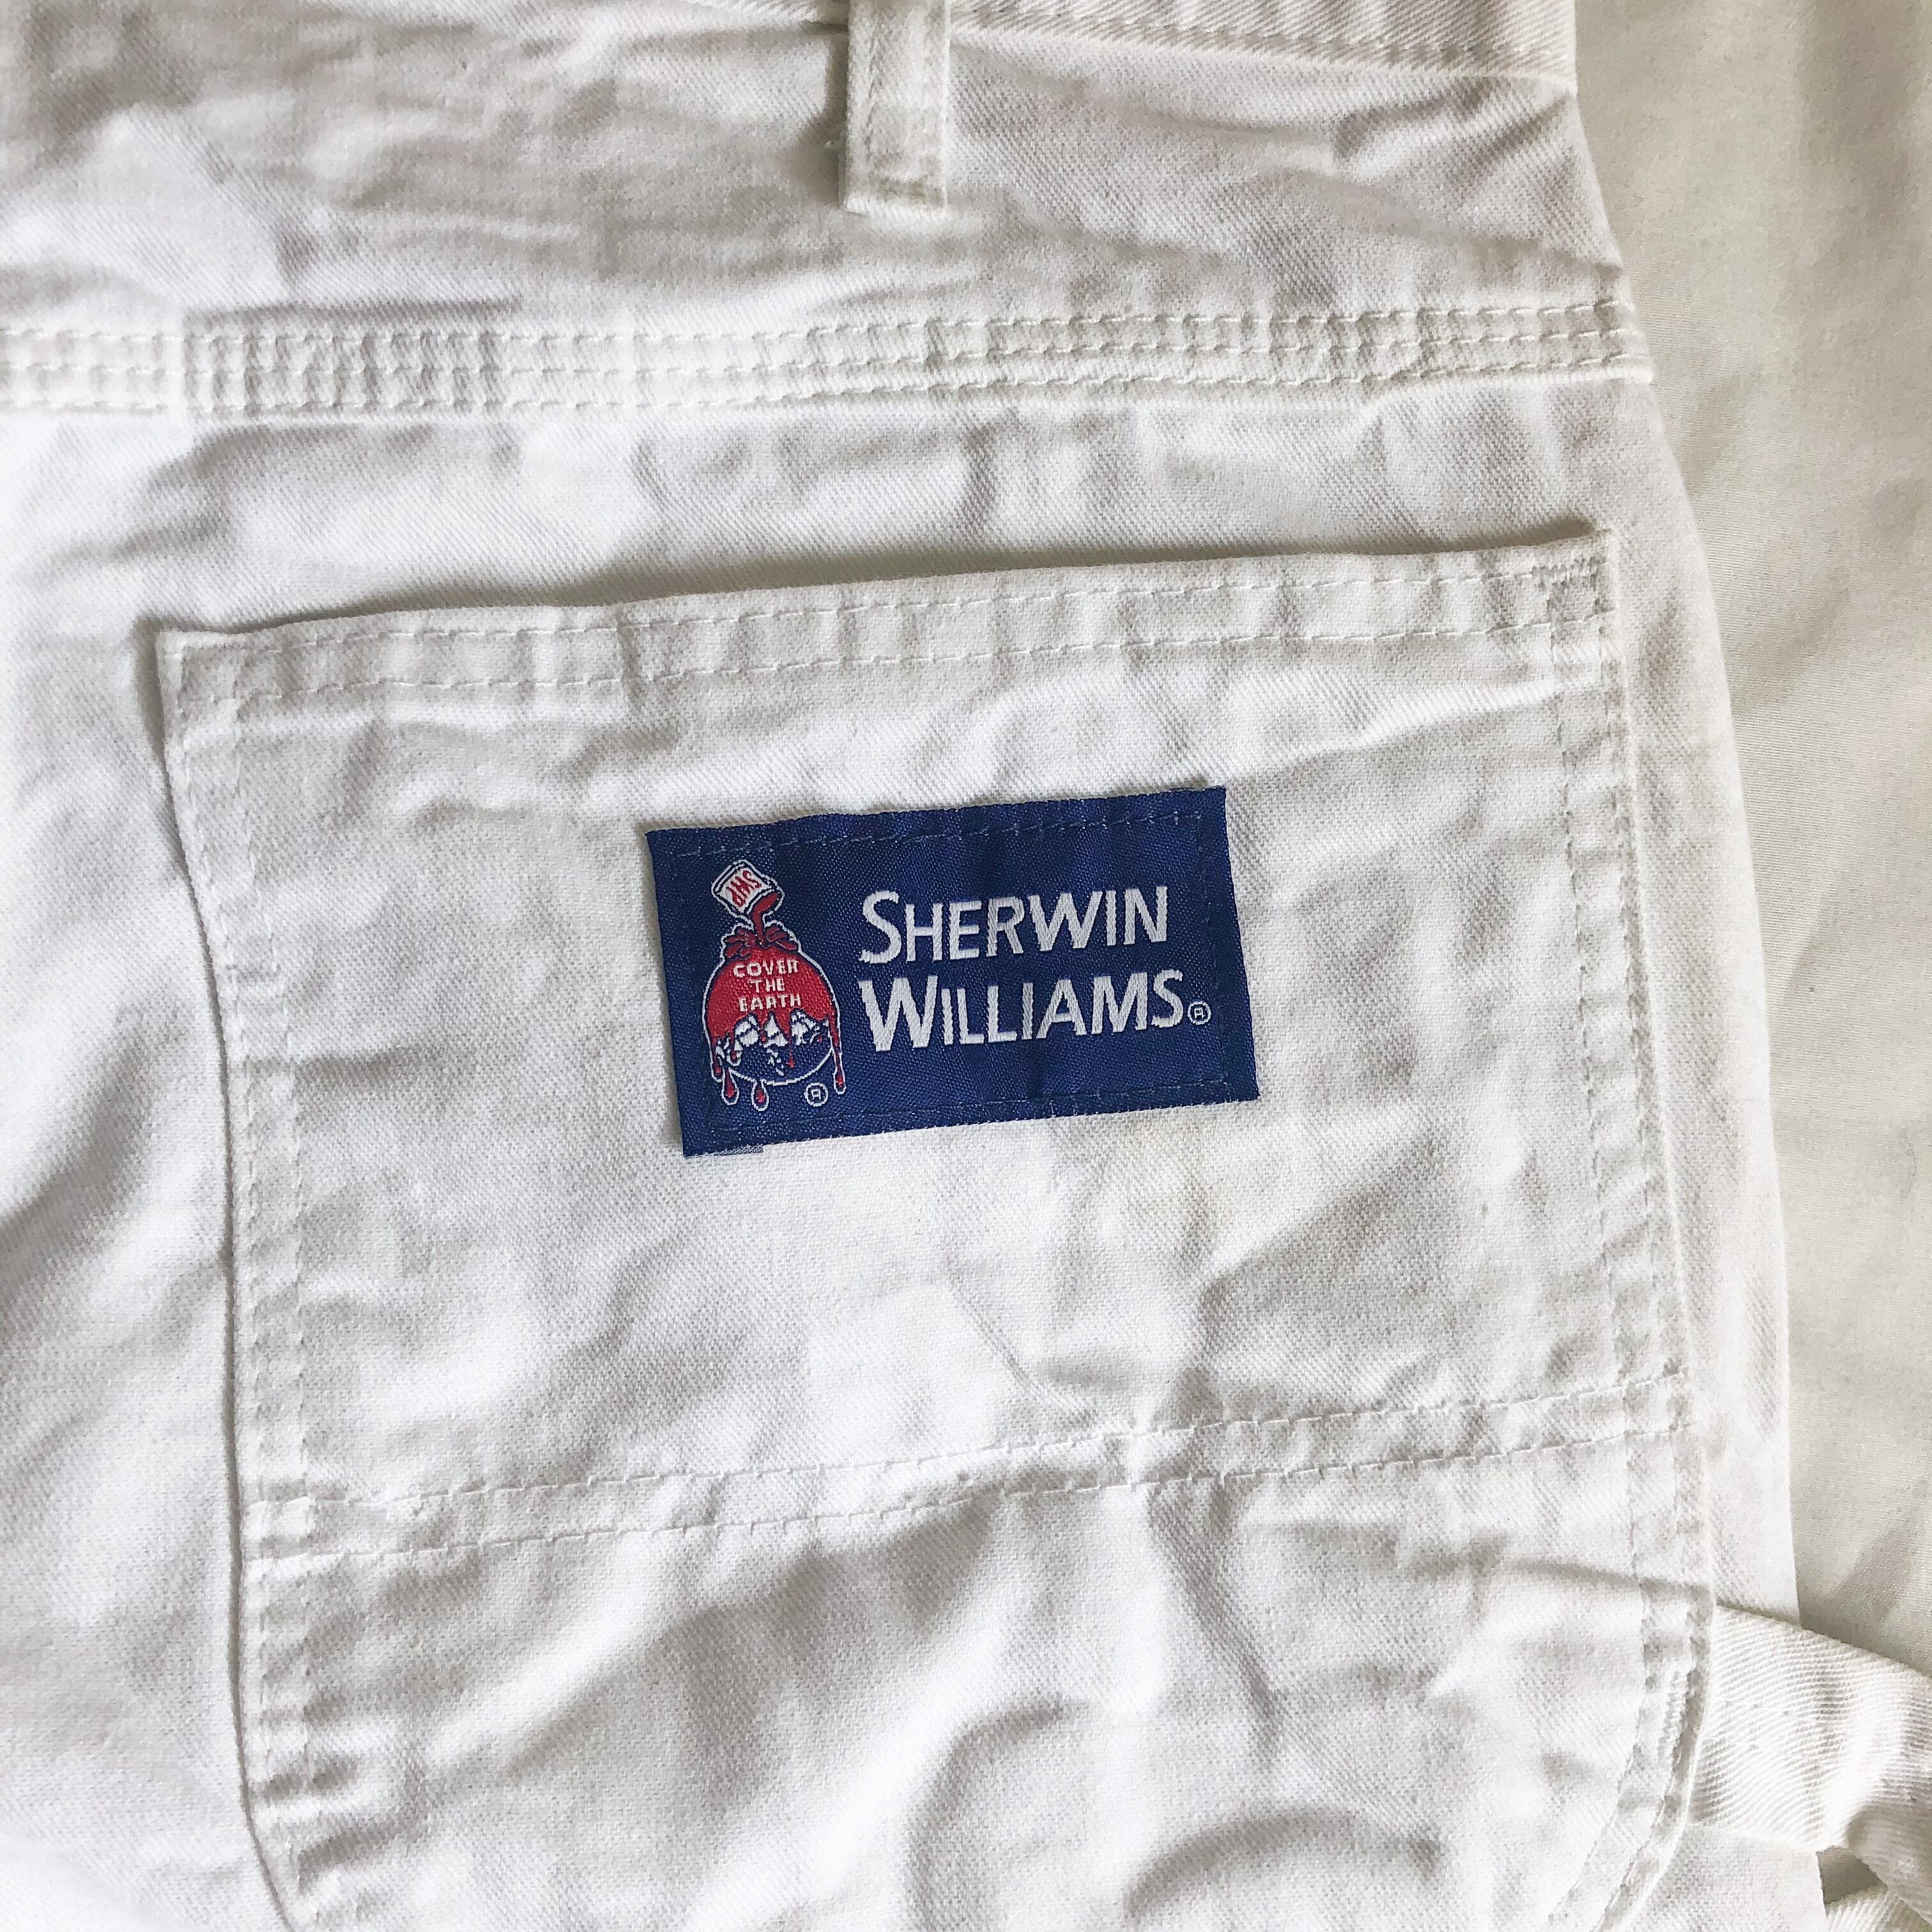 SWP
COVER
THE
EARTH
®
SHERWIN
WILLIAMS®